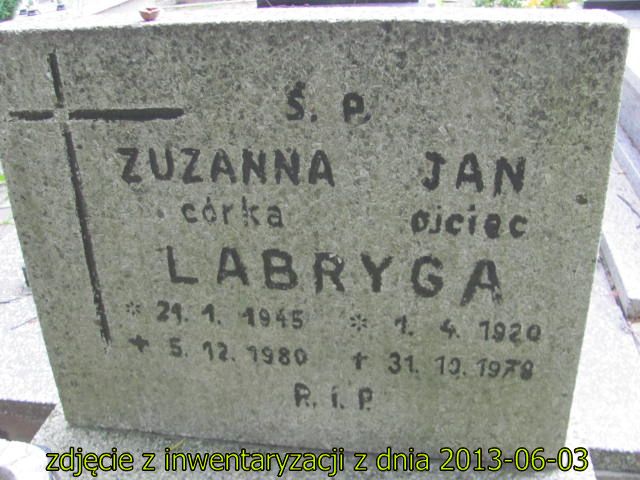 Ś. P.
ZUZANNA JAN
córka ojciec
LABRYGA
* 21. 1. 1945 * 1. 4. 1920
+ 5. 12. 1980 + 31. 10. 1978
R. i. P.
zdjęcie z inwentaryzacji z dnia 2013-06-03